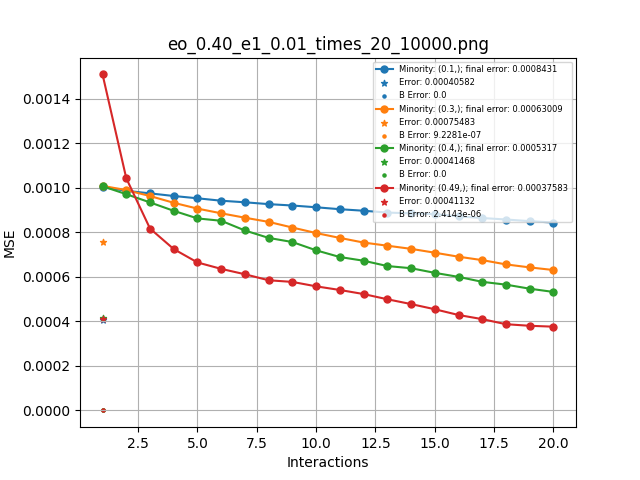 eo_0.40_e1_0.01_times_20_10000.png
Minority: (0.1,); final error: 0.0008431
Error: 0.00040582
B Error: 0.0
Minority: (0.3,); final error: 0.00063009
Error: 0.00075483
B Error: 9.2281e-07
Minority: (0.4,); final error: 0.0005317
Error: 0.00041468
B Error: 0.0
Minority: (0.49,); final error: 0.00037583
Error: 0.00041132
B Error: 2.4143e-06
0.0014
0.0012
0.0010
0.0008
0.0006
0.0004
0.0002
0.0000
MSE
2.5 5.0 7.5 10.0 12.5 15.0 17.5 20.0
Interactions